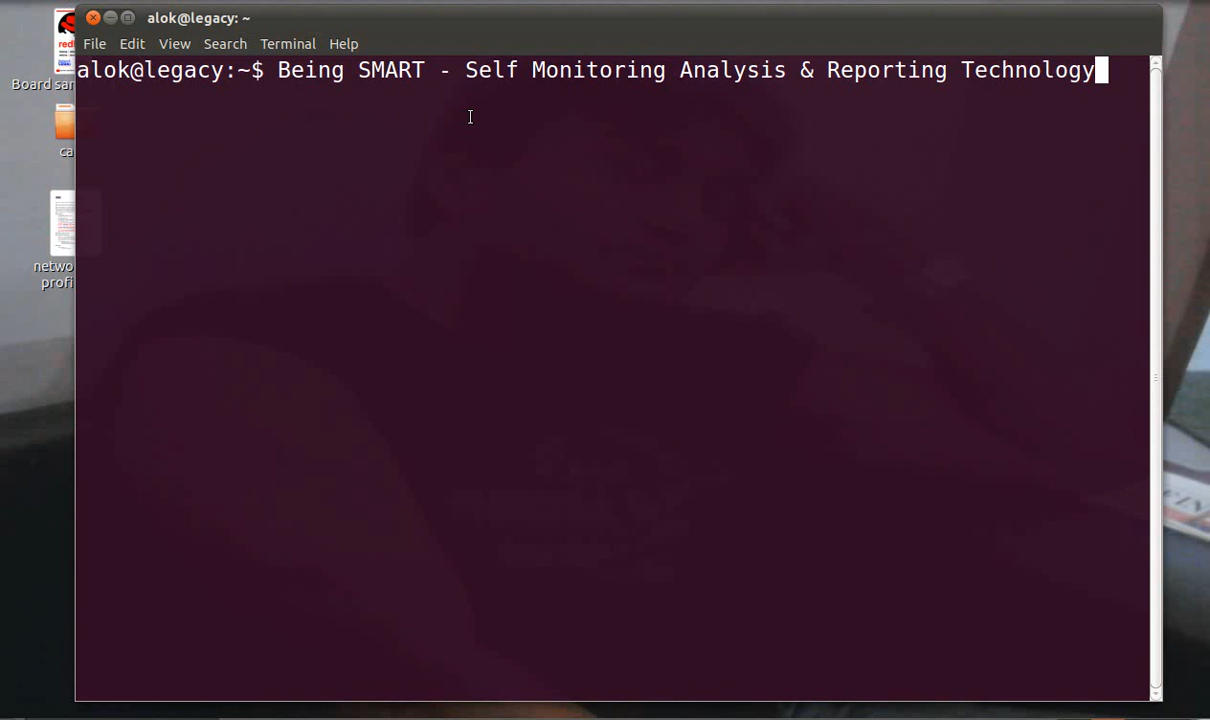 alok@legacy: ~
File Edit View Search Terminal Help
alok@legacy:~$ Being SMART - Self Monitoring Analysis & Reporting Technology
Board
ca
netwo
profi